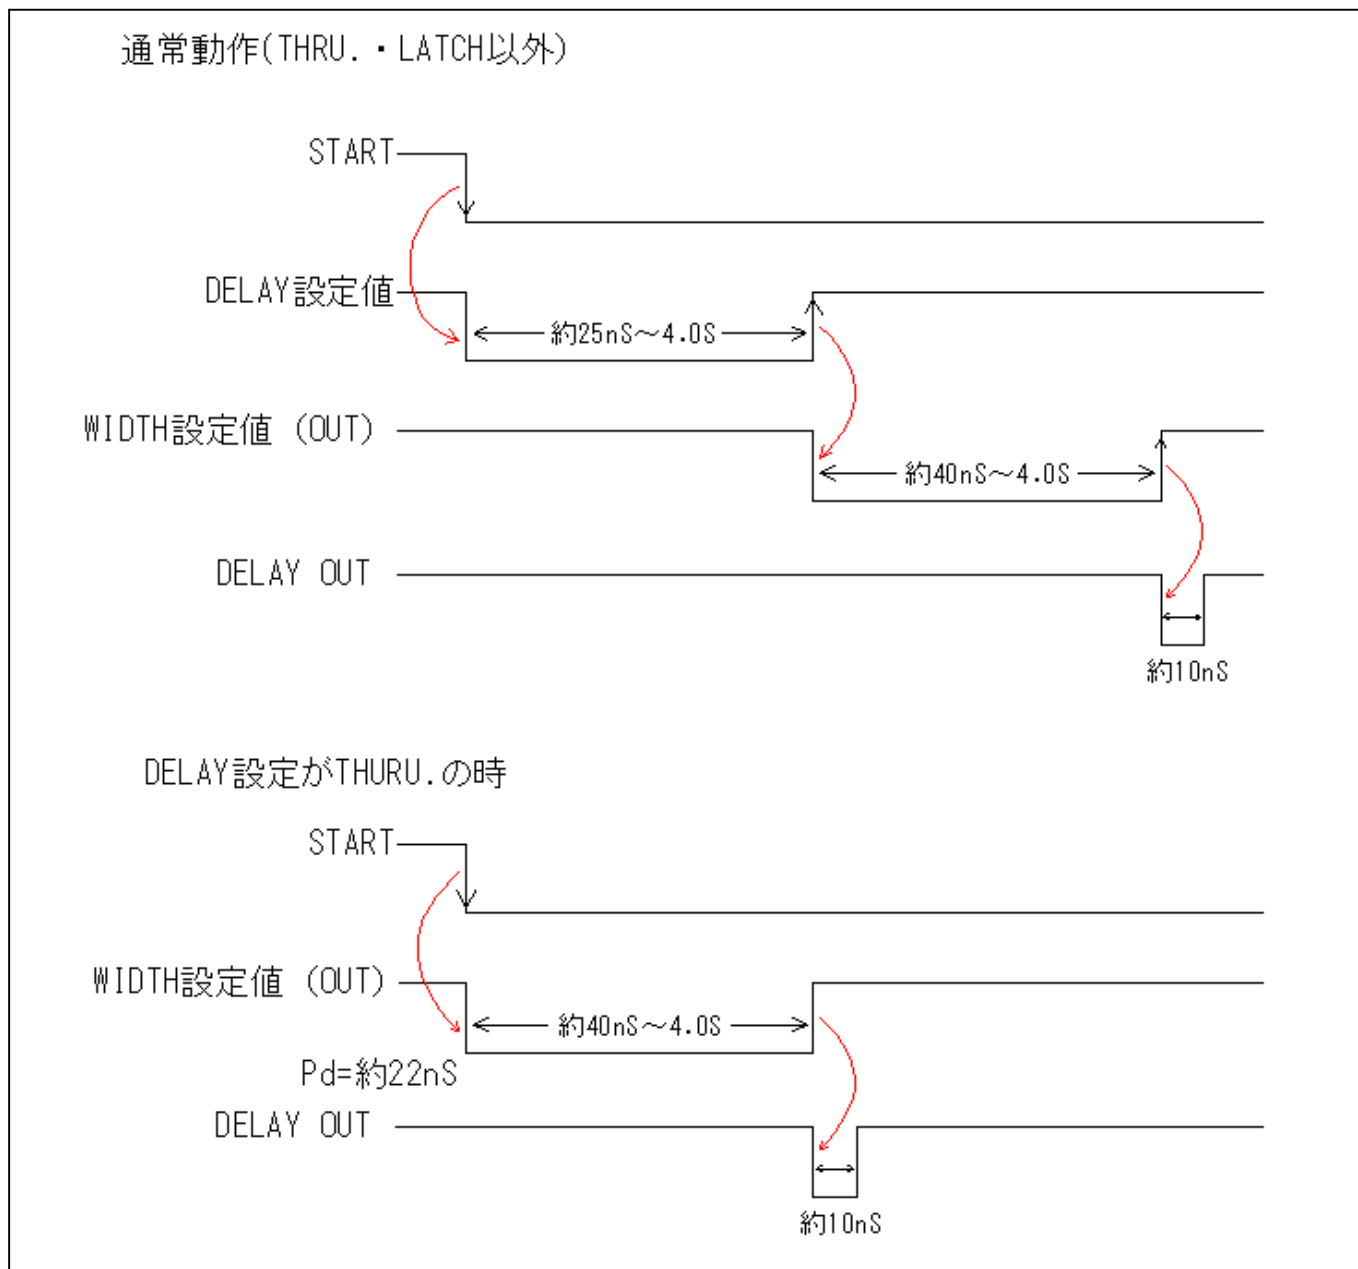 通常動作(THRU.・LATCH以外)
START
DELAY設定値
約25nS～4.0S
WIDTH設定値 (OUT)
約40nS～4.0S
DELAY OUT
約10nS
DELAY設定がTHURU.の時
START
WIDTH設定値 (OUT)
約40nS～4.0S
Pd=約22nS
DELAY OUT
約10nS